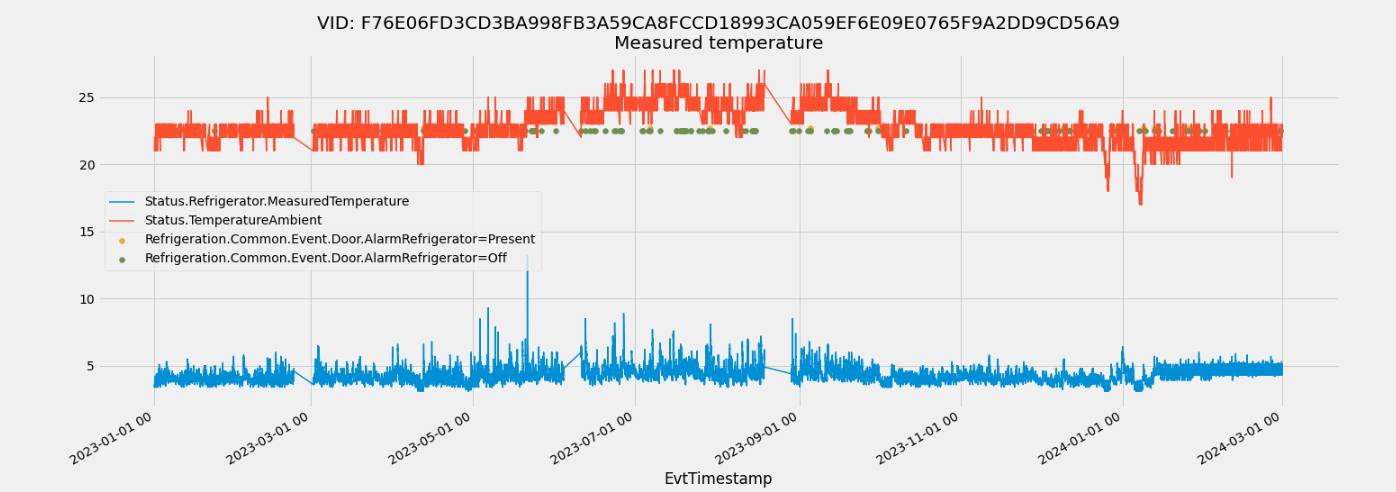 VID: F76E06FD3CD3BA998FB3A59CA8FCCD18993CA059EF6E09E0765F9A2DD9CD56A9
Measured temperature
25
20
15
10
5
Status.Refrigerator.MeasuredTemperature
Status.TemperatureAmbient
Refrigeration.Common.Event.Door.AlarmRefrigerator=Present
Refrigeration.Common.Event.Door.AlarmRefrigerator=Off
2023-01-01 00
2023-03-01 00
2023-05-01 00
2023-07-01 00
2023-09-01 00
2023-11-01 00
2024-01-01 00
2024-03-01 00
EvtTimestamp